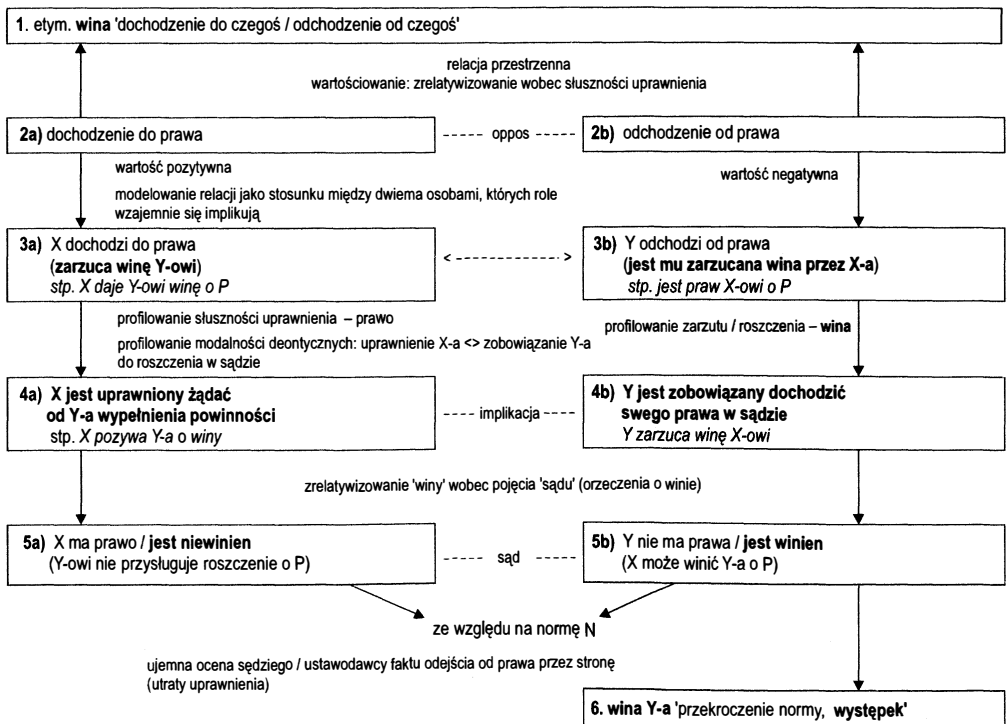 1. etym. wina 'dochodzenie do czegoś / odchodzenie od czegoś'
relacja przestrzenna
wartościowanie: zrelatywizowanie wobec słuszności uprawnienia
2a) dochodzenie do prawa
oppos
2b) odchodzenie od prawa
wartość pozytywna
wartość negatywna
modelowanie relacji jako stosunku między dwiema osobami, których role
wzajemnie się implikują
3a) X dochodzi do prawa
(zarzuca winę Y-owi)
stp. X daje Y-owi winę o P
< ------------ >
3b) Y odchodzi od prawa
(jest mu zarzucana wina przez X-a)
stp. jest praw X-owi o P
profilowanie słuszności uprawnienia – prawo
profilowanie zarzutu / roszczenia – wina
profilowanie modalności deontycznych: uprawnienie X-a <> zobowiązanie Y-a
do roszczenia w sądzie
4a) X jest uprawniony żądać
od Y-a wypełnienia powinności
stp. X pozywa Y-a o winy
implikacja
4b) Y jest zobowiązany dochodzić
swego prawa w sądzie
Y zarzuca winę X-owi
zrelatywizowanie 'winy' wobec pojęcia 'sądu' (orzeczenia o winie)
5a) X ma prawo / jest niewinien
(Y-owi nie przysługuje roszczenie o P)
sąd
5b) Y nie ma prawa / jest winien
(X może winić Y-a o P)
ze względu na normę N
ujemna ocena sędziego / ustawodawcy faktu odejścia od prawa przez stronę
(utraty uprawnienia)
6. wina Y-a 'przekroczenie normy, występek'